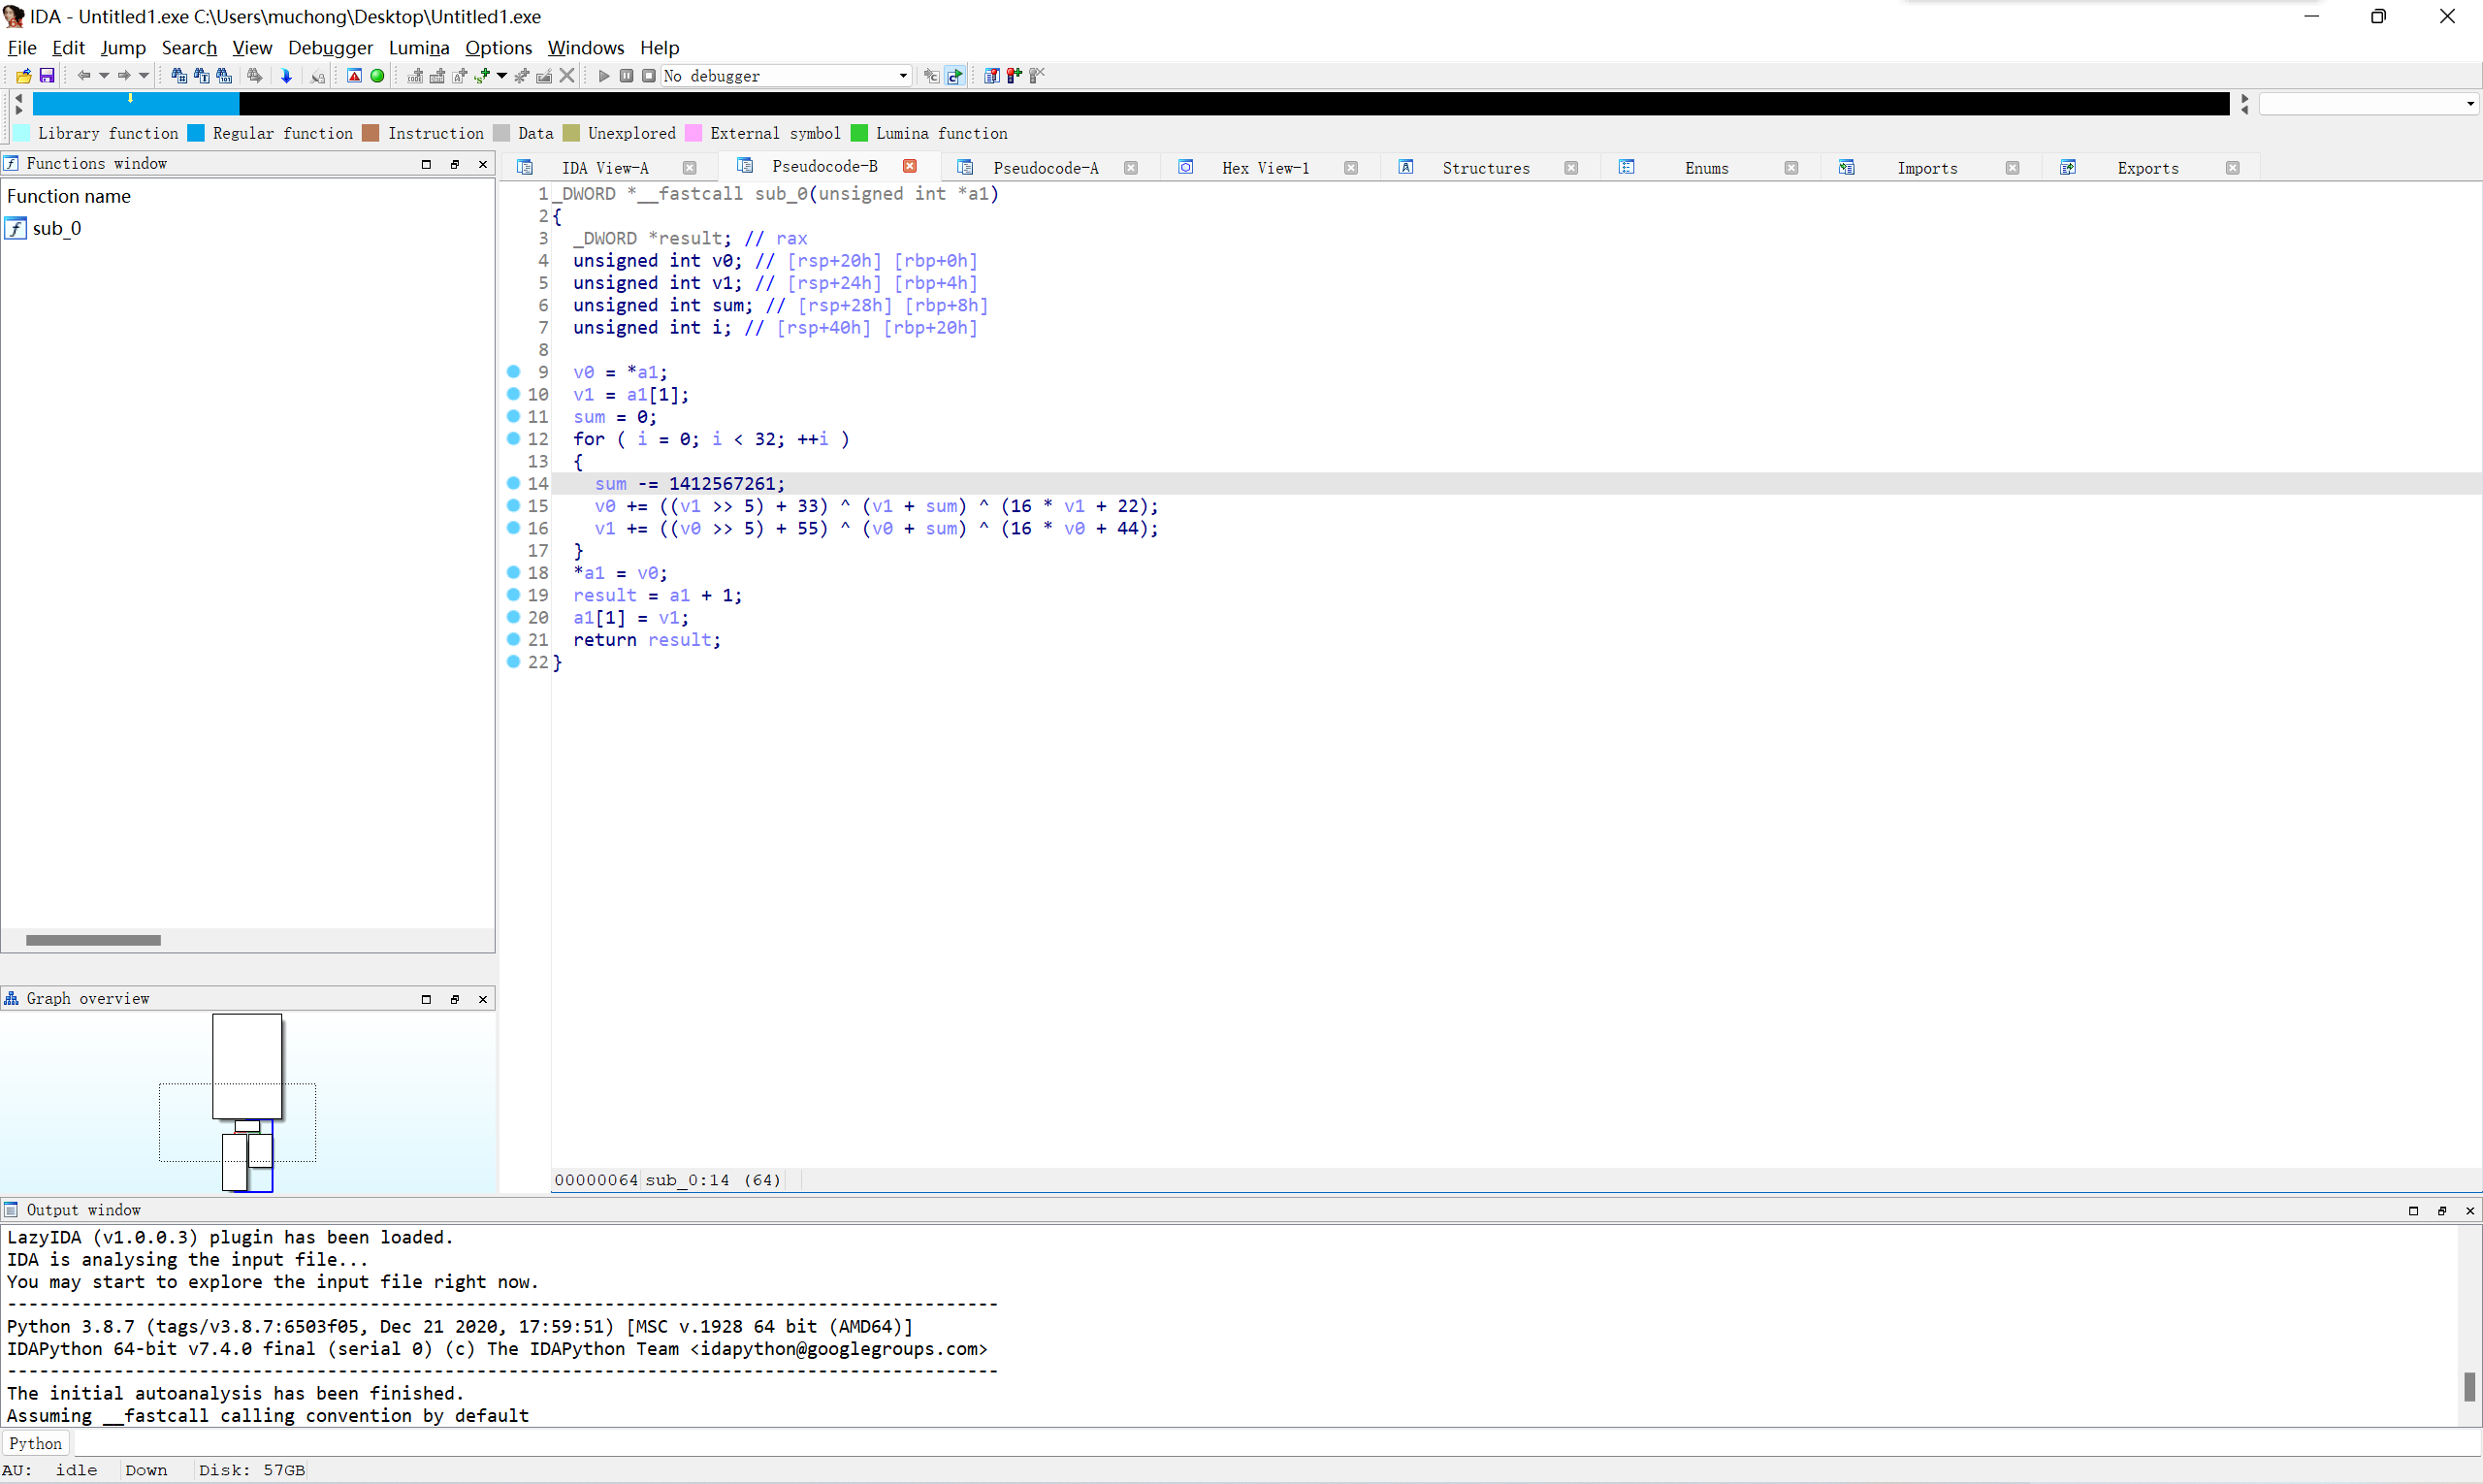 IDA - Untitled1.exe C:\Users\muchong\Desktop\Untitled1.exe
File Edit Jump Search View Debugger Lumina Options Windows Help
No debugger
Library function Regular function Instruction Data Unexplored External symbol Lumina function
Functions window
IDA View-A Pseudocode-B Pseudocode-A Hex View-1 Structures Enums Imports Exports
Function name
sub_0
1 _DWORD *__fastcall sub_0(unsigned int *a1)
2 {
3 _DWORD *result; // rax
4 unsigned int v0; // [rsp+20h] [rbp+0h]
5 unsigned int v1; // [rsp+24h] [rbp+4h]
6 unsigned int sum; // [rsp+28h] [rbp+8h]
7 unsigned int i; // [rsp+40h] [rbp+20h]
8
9 v0 = *a1;
10 v1 = a1[1];
11 sum = 0;
12 for ( i = 0; i < 32; ++i )
13 {
14 sum -= 1412567261;
15 v0 += ((v1 >> 5) + 33) ^ (v1 + sum) ^ (16 * v1 + 22);
16 v1 += ((v0 >> 5) + 55) ^ (v0 + sum) ^ (16 * v0 + 44);
17 }
18 *a1 = v0;
19 result = a1 + 1;
20 a1[1] = v1;
21 return result;
22 }
Graph overview
00000064 sub_0:14 (64)
Output window
LazyIDA (v1.0.0.3) plugin has been loaded.
IDA is analysing the input file...
You may start to explore the input file right now.
---------------------------------------------------------------------------------------------
Python 3.8.7 (tags/v3.8.7:6503f05, Dec 21 2020, 17:59:51) [MSC v.1928 64 bit (AMD64)]
IDAPython 64-bit v7.4.0 final (serial 0) (c) The IDAPython Team <idapython@googlegroups.com>
---------------------------------------------------------------------------------------------
The initial autoanalysis has been finished.
Assuming __fastcall calling convention by default
Python
AU: idle Down Disk: 57GB